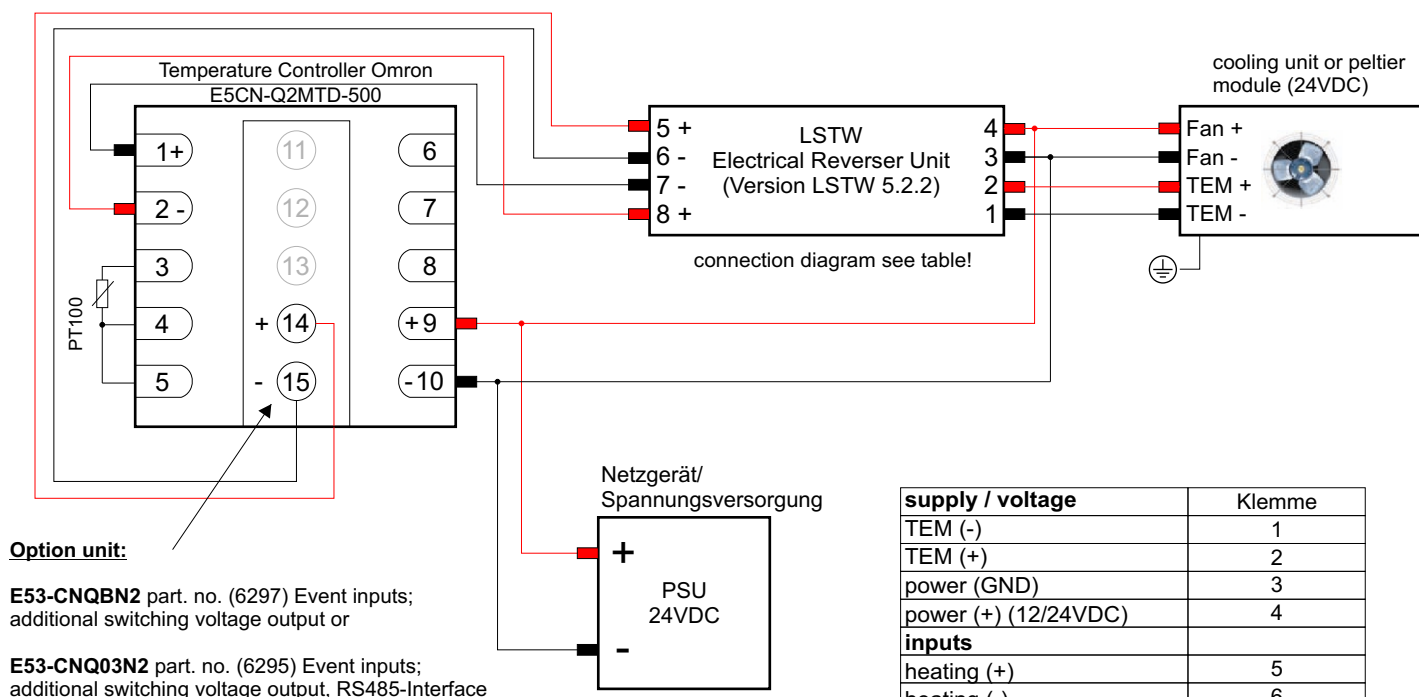 Temperature Controller Omron
E5CN-Q2MTD-500
1+
2 -
3
4
5
11
12
13
+ 14
- 15
6
7
8
+ 9
- 10
PT100
5 +
6 -
7 -
8 +
LSTW
Electrical Reverser Unit
(Version LSTW 5.2.2)
4
3
2
1
connection diagram see table!
cooling unit or peltier
module (24VDC)
Fan +
Fan -
TEM +
TEM -
Option unit:
E53-CNQBN2 part. no. (6297) Event inputs;
additional switching voltage output or
E53-CNQ03N2 part. no. (6295) Event inputs;
additional switching voltage output, RS485-Interface
Netzgerät/
Spannungsversorgung
+
PSU
24VDC
-
supply / voltage Klemme
TEM (-) 1
TEM (+) 2
power (GND) 3
power (+) (12/24VDC) 4
inputs
heating (+) 5
heating (-) 6